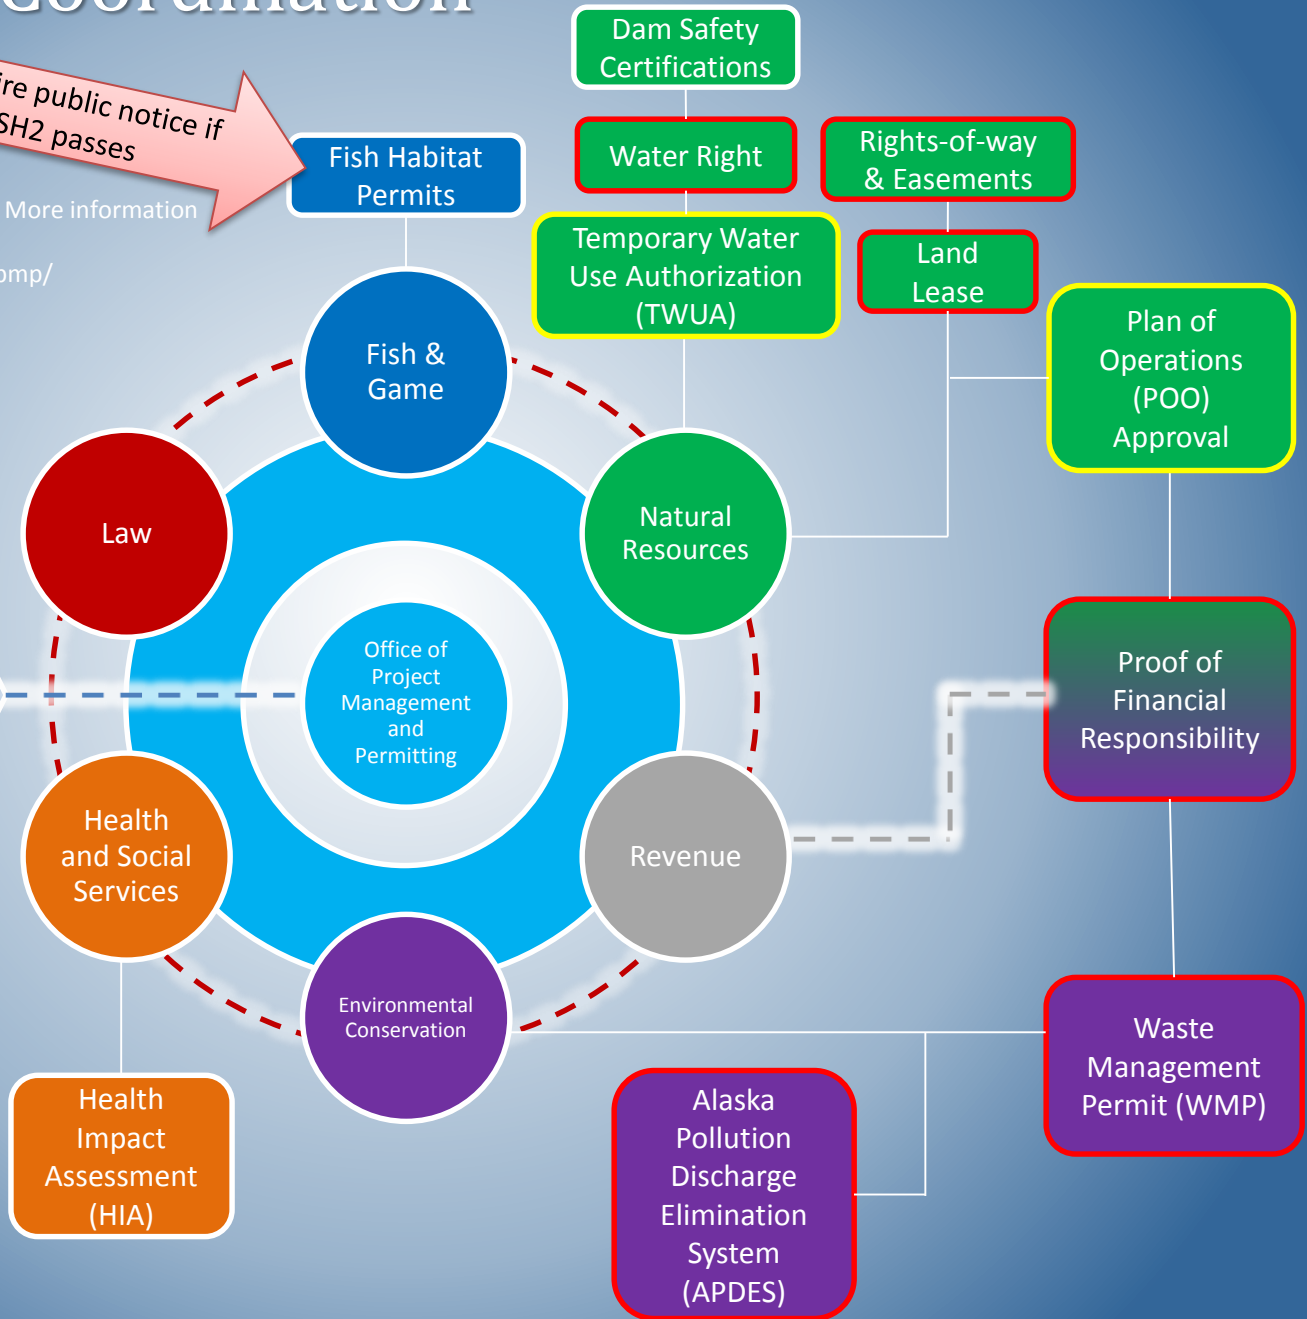 Coordination
Dam Safety
Certifications
public notice if
passes
Fish Habitat
Permits
Water Right
Rights-of-way
& Easements
More information
Temporary Water
Use Authorization
(TWUA)
Land
Lease
Plan of
Operations
(POO)
Approval
Fish &
Game
Law
Natural
Resources
Office of
Project
Management
and
Permitting
Proof of
Financial
Responsibility
Health
and Social
Services
Revenue
Environmental
Conservation
Waste
Management
Permit (WMP)
Health
Impact
Assessment
(HIA)
Alaska
Pollution
Discharge
Elimination
System
(APDES)